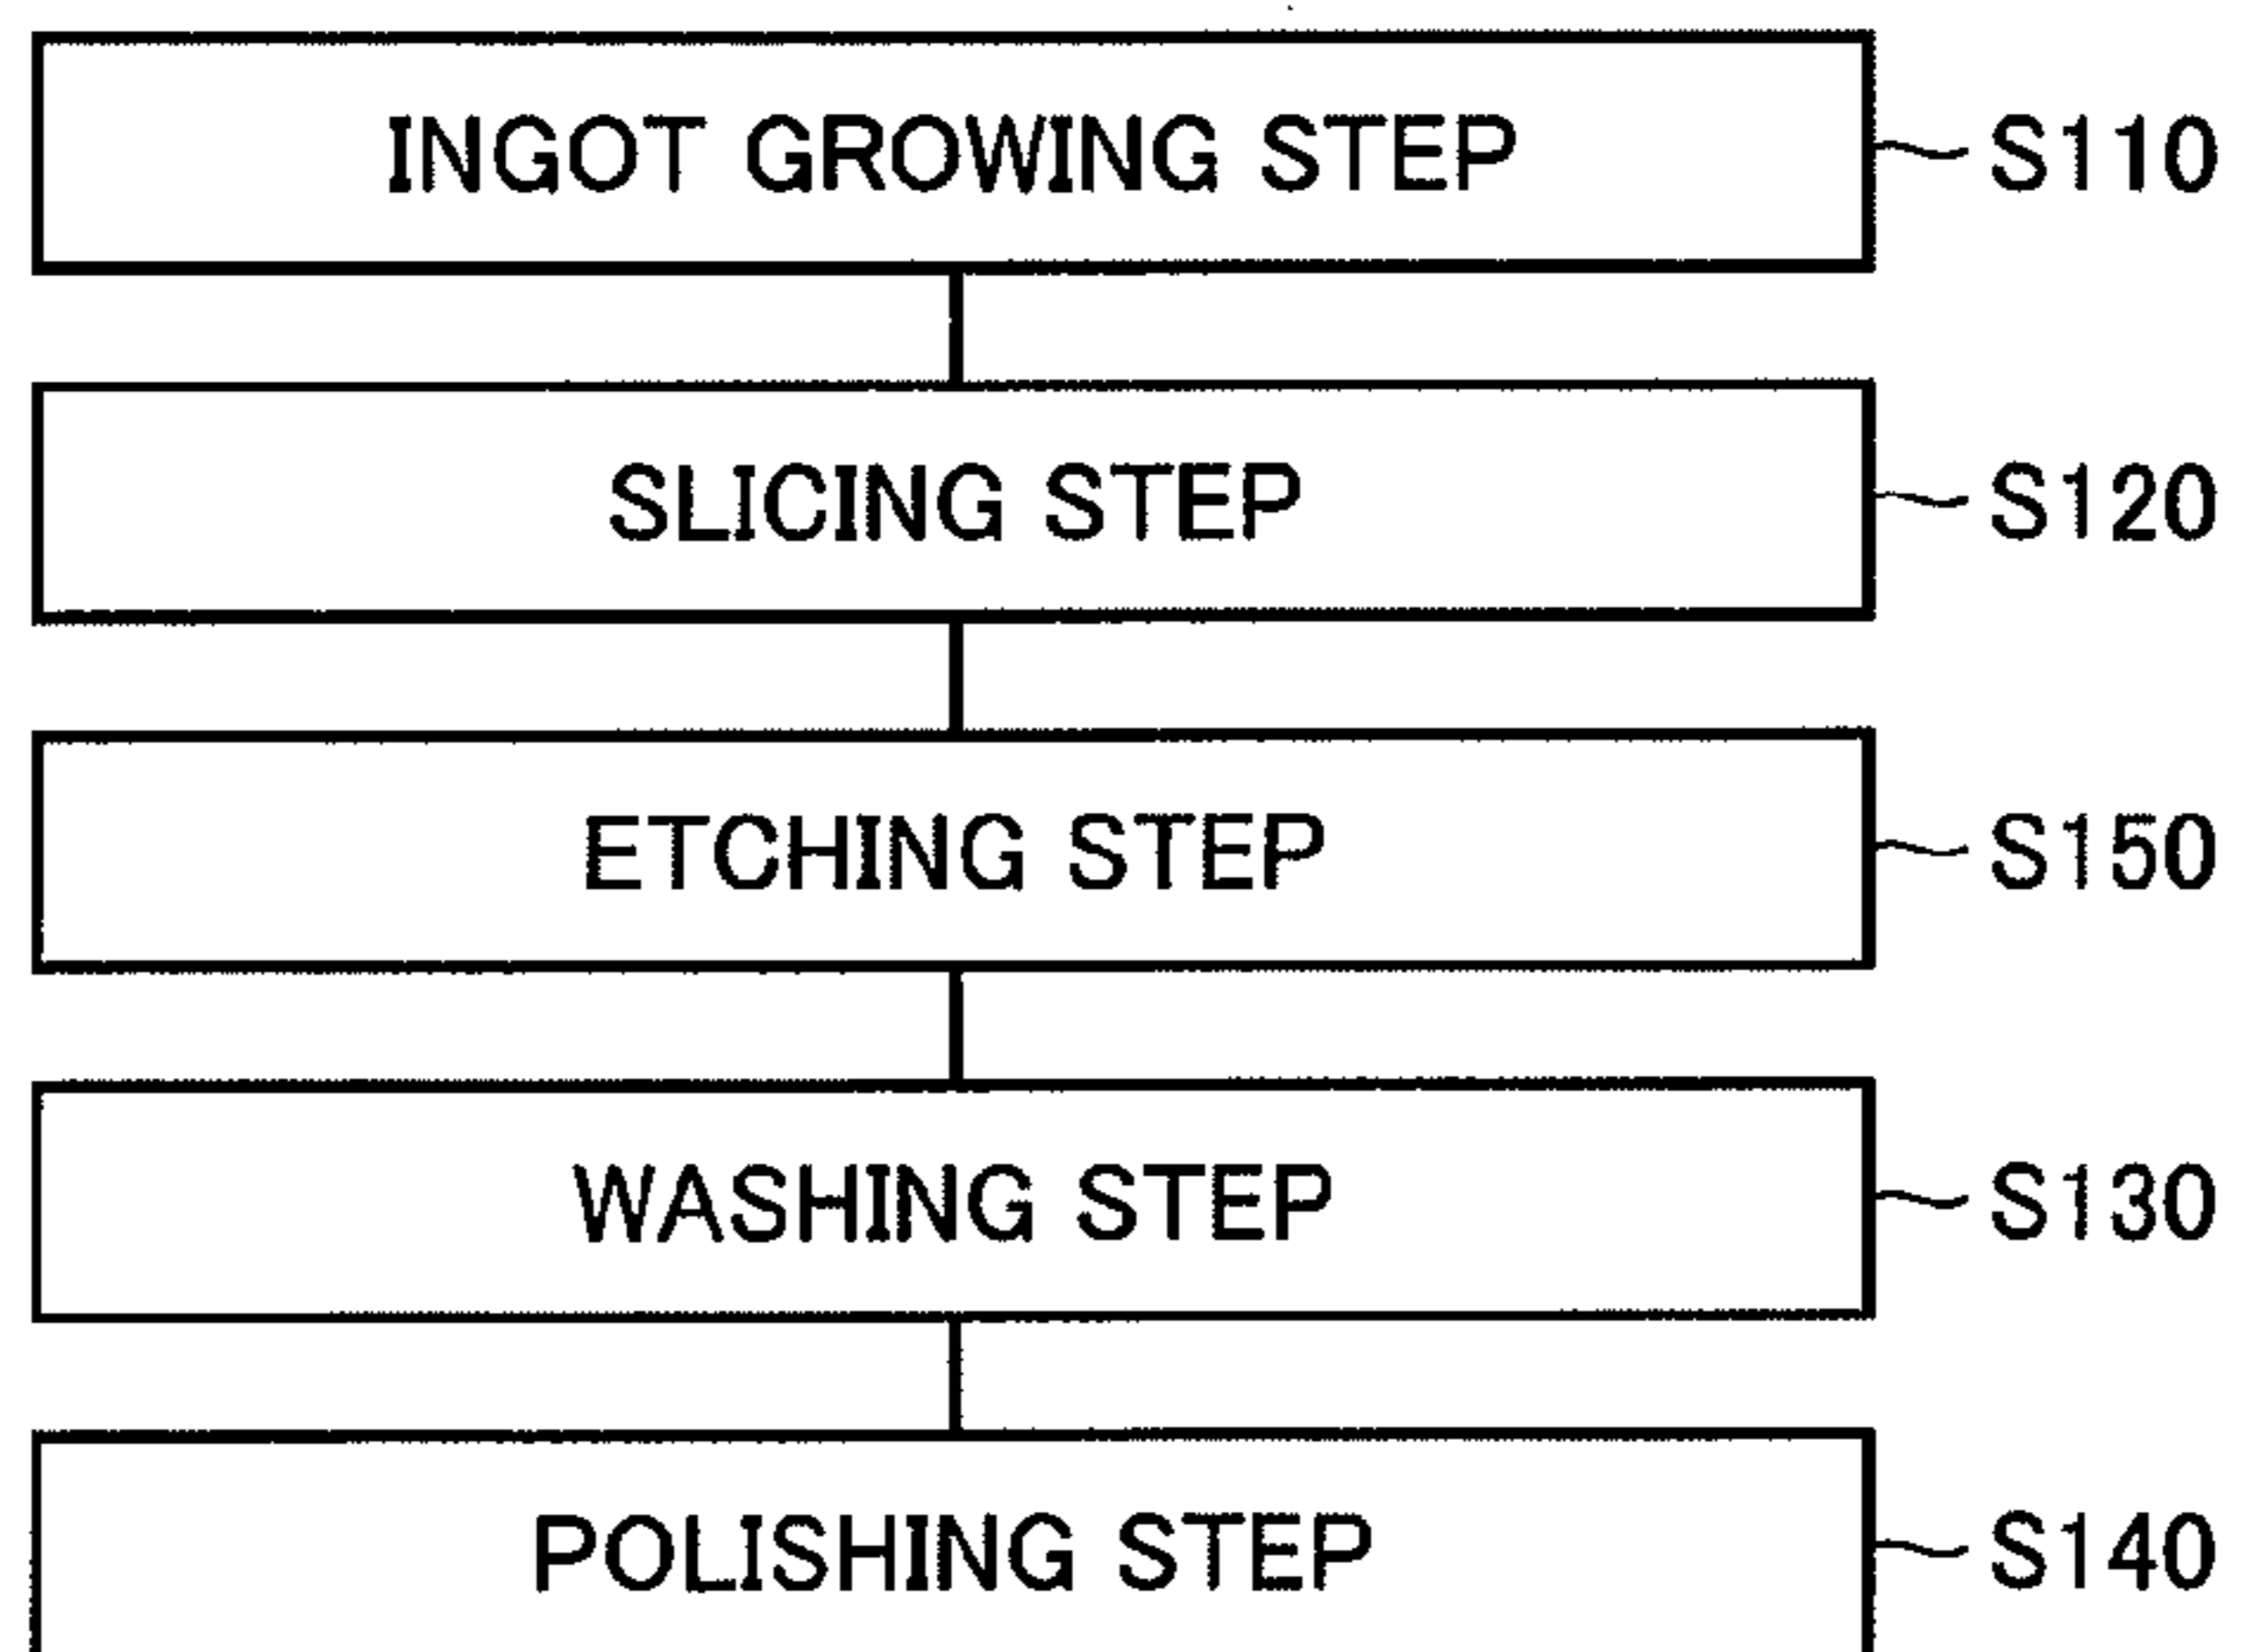 INGOT GROWING STEP S110
SLICING STEP S120
ETCHING STEP S150
WASHING STEP S130
POLISHING STEP S140